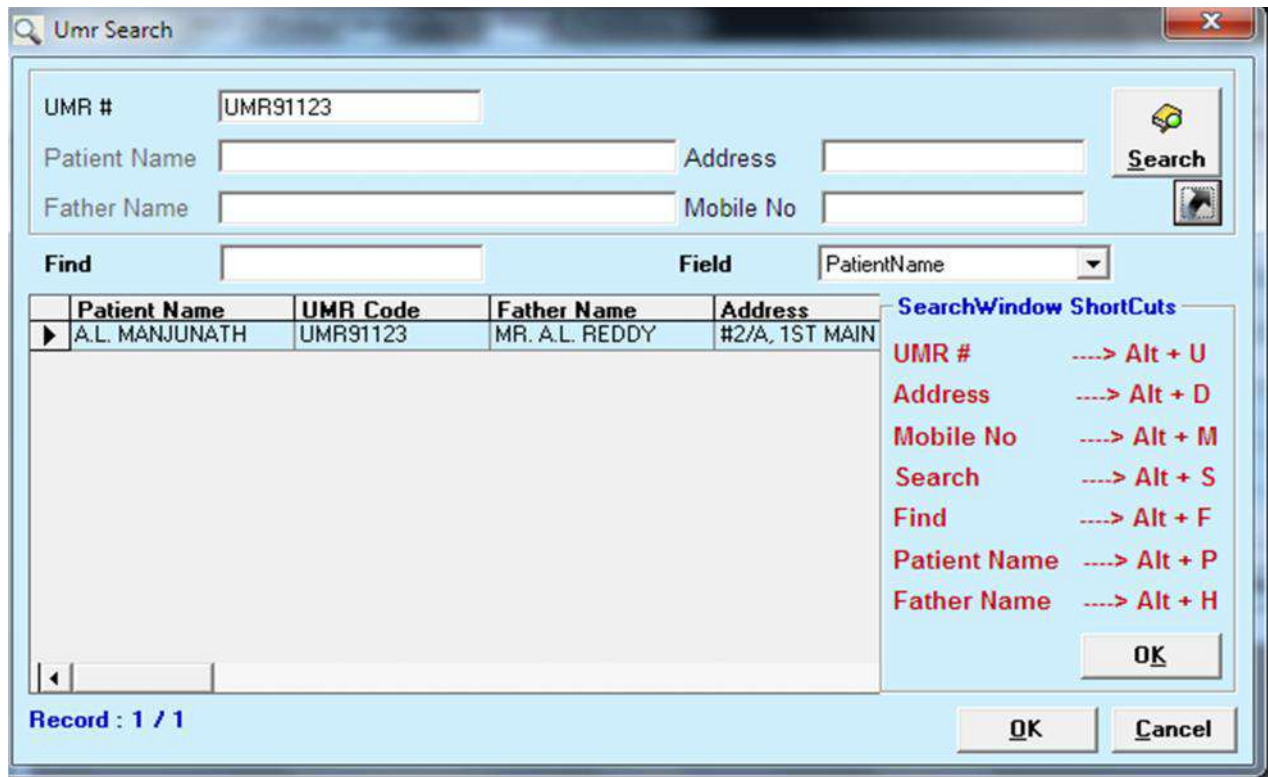 Umr Search
UMR # UMR91123
Search
Patient Name Address
Father Name Mobile No
Find Field PatientName
Patient Name UMR Code Father Name Address
A.L. MANJUNATH UMR91123 MR. A.L. REDDY #2/A, 1ST MAIN
SearchWindow ShortCuts
UMR # ----> Alt + U
Address ----> Alt + D
Mobile No ----> Alt + M
Search ----> Alt + S
Find ----> Alt + F
Patient Name ----> Alt + P
Father Name ----> Alt + H
OK
Record : 1 / 1
OK Cancel